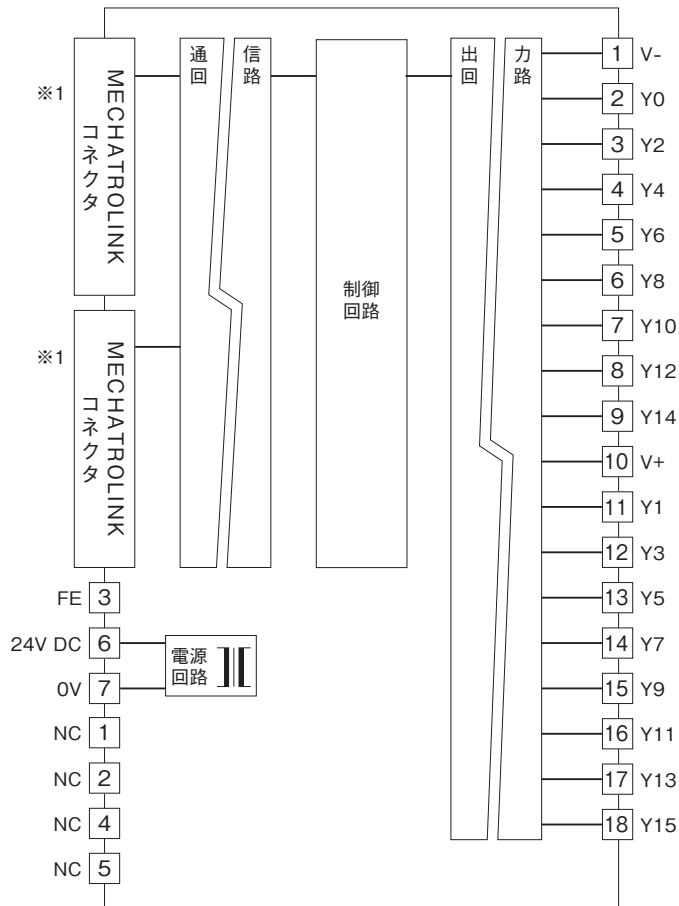 ※1
MECHATROLINK
コネクタ
※1
MECHATROLINK
コネクタ
通信
回路
制御
回路
出力
回路
1 V-
2 Y0
3 Y2
4 Y4
5 Y6
6 Y8
7 Y10
8 Y12
9 Y14
10 V+
11 Y1
12 Y3
13 Y5
14 Y7
15 Y9
16 Y11
17 Y13
18 Y15
FE 3
24V DC 6
0V 7
電源
回路
NC 1
NC 2
NC 4
NC 5